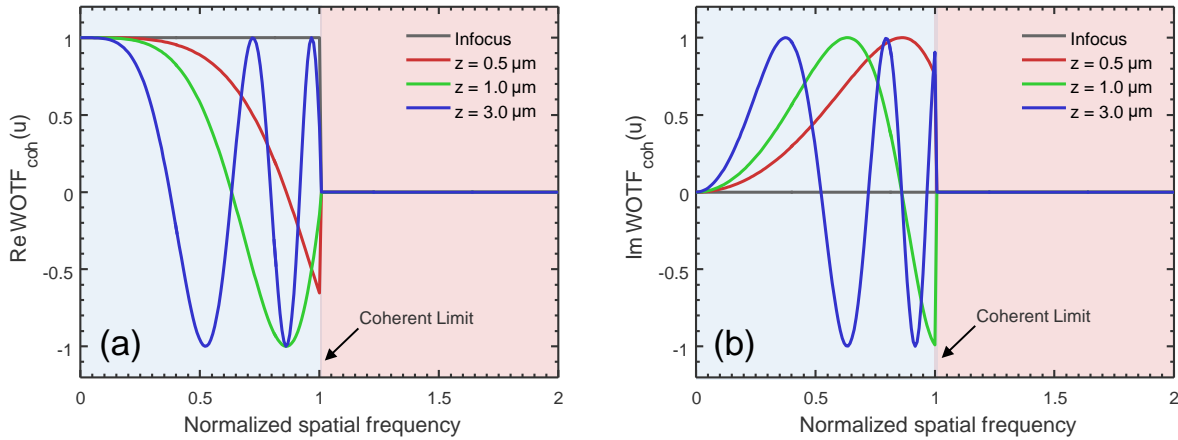 1
0.5
0
-0.5
-1
Re WOTF_coh(u)
Infocus
z = 0.5 µm
z = 1.0 µm
z = 3.0 µm
Coherent Limit
(a)
0 0.5 1 1.5 2
Normalized spatial frequency
1
0.5
0
-0.5
-1
Im WOTF_coh(u)
Infocus
z = 0.5 µm
z = 1.0 µm
z = 3.0 µm
Coherent Limit
(b)
0 0.5 1 1.5 2
Normalized spatial frequency